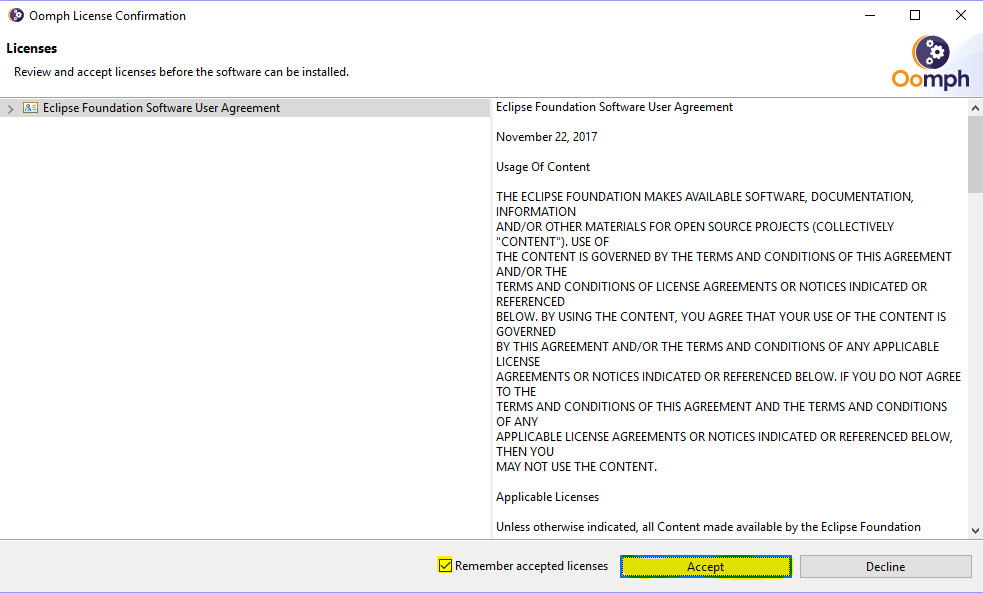 Oomph License Confirmation
Licenses
Review and accept licenses before the software can be installed.
Oomph
Eclipse Foundation Software User Agreement
Eclipse Foundation Software User Agreement
November 22, 2017
Usage Of Content
THE ECLIPSE FOUNDATION MAKES AVAILABLE SOFTWARE, DOCUMENTATION,
INFORMATION
AND/OR OTHER MATERIALS FOR OPEN SOURCE PROJECTS (COLLECTIVELY
"CONTENT"). USE OF
THE CONTENT IS GOVERNED BY THE TERMS AND CONDITIONS OF THIS AGREEMENT
AND/OR THE
TERMS AND CONDITIONS OF LICENSE AGREEMENTS OR NOTICES INDICATED OR
REFERENCED
BELOW. BY USING THE CONTENT, YOU AGREE THAT YOUR USE OF THE CONTENT IS
GOVERNED
BY THIS AGREEMENT AND/OR THE TERMS AND CONDITIONS OF ANY APPLICABLE
LICENSE
AGREEMENTS OR NOTICES INDICATED OR REFERENCED BELOW. IF YOU DO NOT AGREE
TO THE
TERMS AND CONDITIONS OF THIS AGREEMENT AND THE TERMS AND CONDITIONS
OF ANY
APPLICABLE LICENSE AGREEMENTS OR NOTICES INDICATED OR REFERENCED BELOW,
THEN YOU
MAY NOT USE THE CONTENT.
Applicable Licenses
Unless otherwise indicated, all Content made available by the Eclipse Foundation
Remember accepted licenses
Accept
Decline